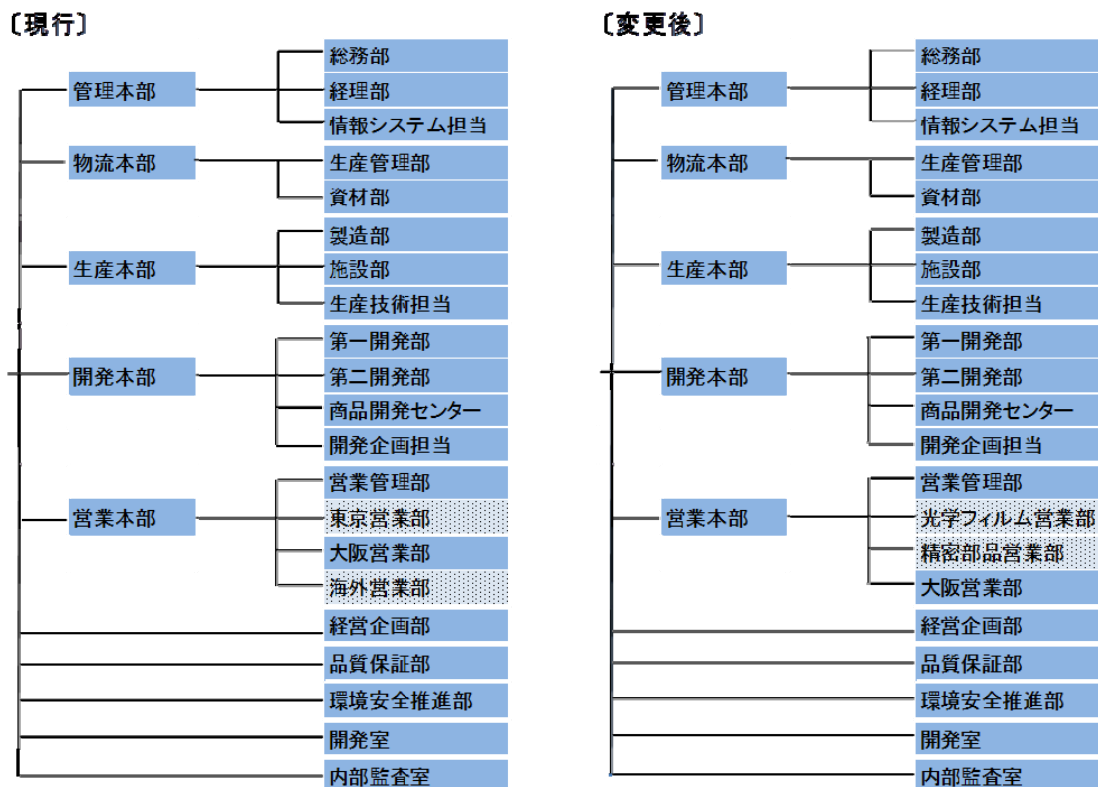 〔現行〕
管理本部
総務部
経理部
情報システム担当
物流本部
生産管理部
資材部
生産本部
製造部
施設部
生産技術担当
開発本部
第一開発部
第二開発部
商品開発センター
開発企画担当
営業本部
営業管理部
東京営業部
大阪営業部
海外営業部
経営企画部
品質保証部
環境安全推進部
開発室
内部監査室
〔変更後〕
管理本部
総務部
経理部
情報システム担当
物流本部
生産管理部
資材部
生産本部
製造部
施設部
生産技術担当
開発本部
第一開発部
第二開発部
商品開発センター
開発企画担当
営業本部
営業管理部
光学フィルム営業部
精密部品営業部
大阪営業部
経営企画部
品質保証部
環境安全推進部
開発室
内部監査室